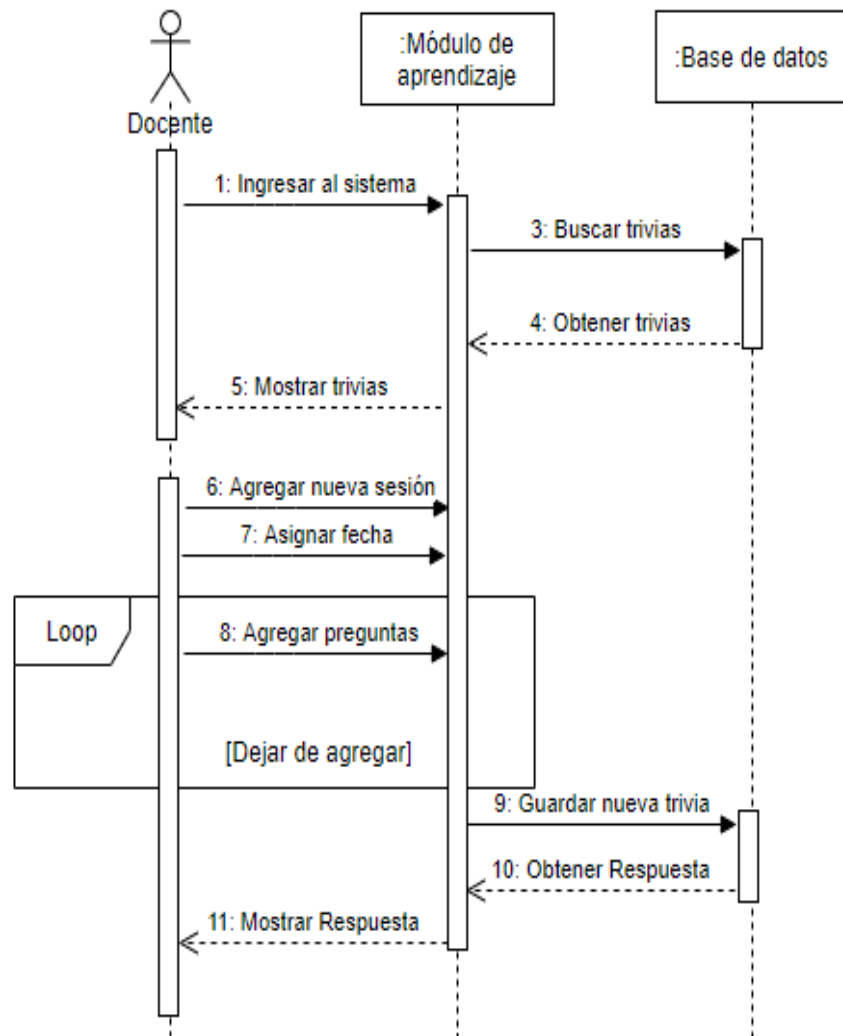 :Módulo de
aprendizaje
:Base de datos
Docente
1: Ingresar al sistema
3: Buscar trivias
4: Obtener trivias
5: Mostrar trivias
6: Agregar nueva sesión
7: Asignar fecha
Loop
8: Agregar preguntas
[Dejar de agregar]
9: Guardar nueva trivia
10: Obtener Respuesta
11: Mostrar Respuesta